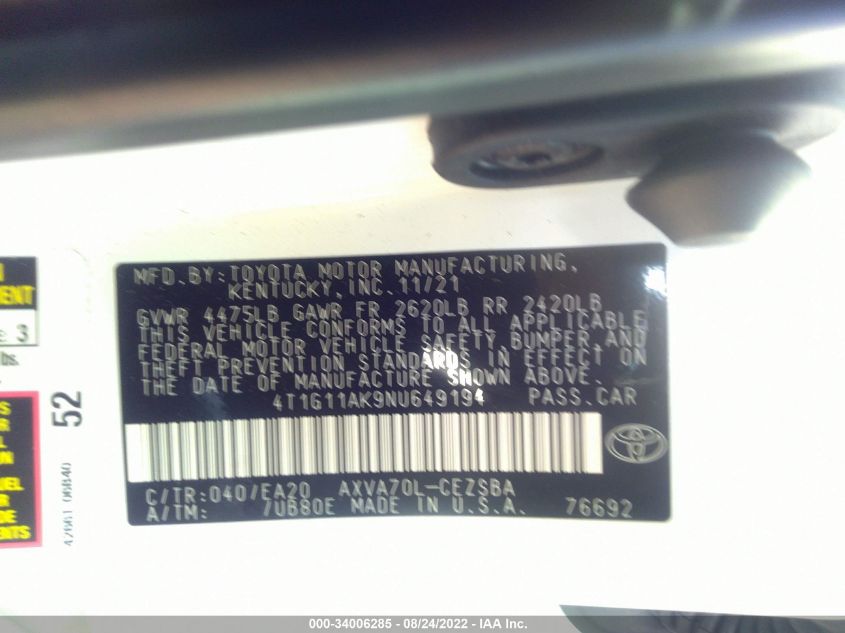 MFD. BY: TOYOTA MOTOR MANUFACTURING,
KENTUCKY, INC. 11/21
GVWR 4475LB GAWR FR 2620LB RR 2420LB
THIS VEHICLE CONFORMS TO ALL APPLICABLE
FEDERAL MOTOR VEHICLE SAFETY, BUMPER, AND
THEFT PREVENTION STANDARDS IN EFFECT ON
THE DATE OF MANUFACTURE SHOWN ABOVE.
4T1G11AK9NU649194 PASS. CAR
C/TR: 040/EA20 AXVA70L-CEZSBA
A/TM: 7UB80E MADE IN U.S.A. 76692
52
3
lbs.
000-34006285 - 08/24/2022 - IAA Inc.